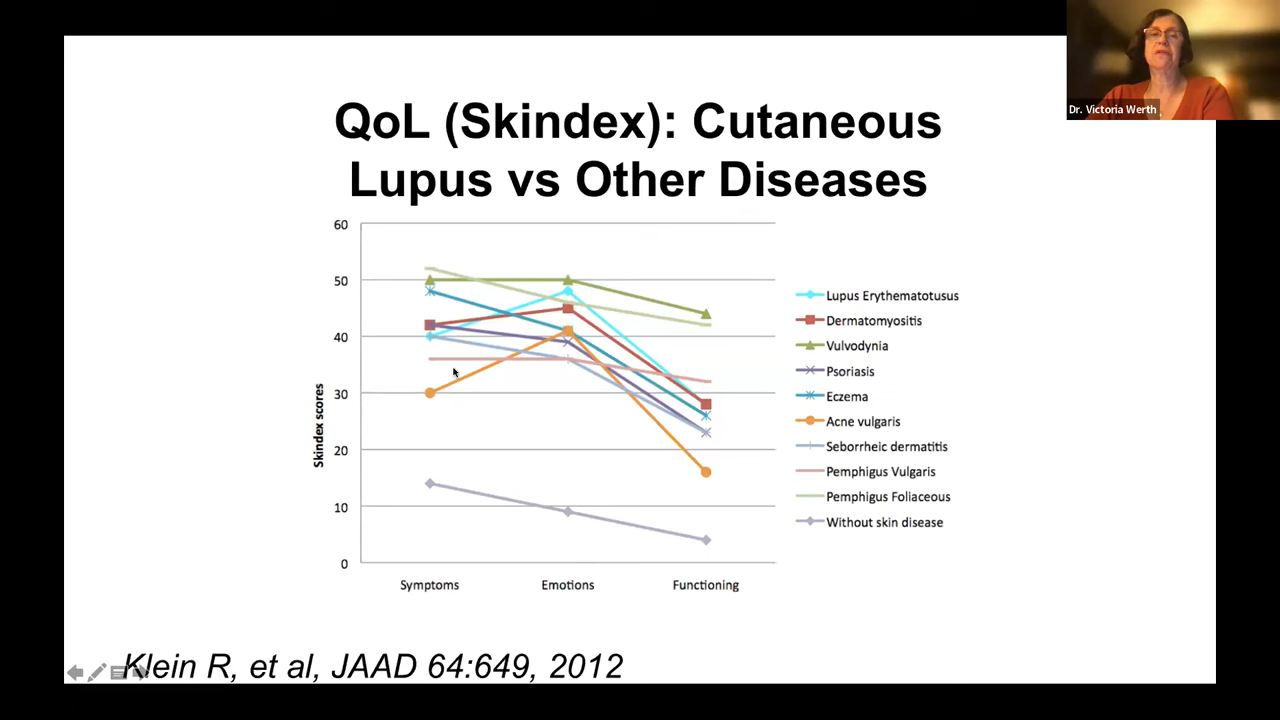 Dr. Victoria Werth
QoL (Skindex): Cutaneous
Lupus vs Other Diseases
60
50
40
30
20
10
0
Skindex scores
Symptoms
Emotions
Functioning
Lupus Erythematotusus
Dermatomyositis
Vulvodynia
Psoriasis
Eczema
Acne vulgaris
Seborrheic dermatitis
Pemphigus Vulgaris
Pemphigus Foliaceous
Without skin disease
Klein R, et al, JAAD 64:649, 2012